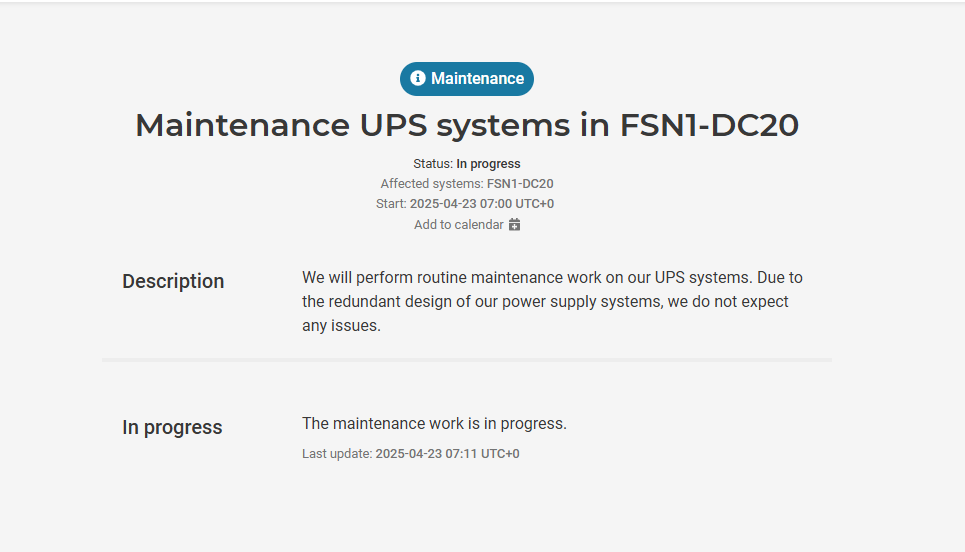 Maintenance
Maintenance UPS systems in FSN1-DC20
Status: In progress
Affected systems: FSN1-DC20
Start: 2025-04-23 07:00 UTC+0
Add to calendar
Description
We will perform routine maintenance work on our UPS systems. Due to
the redundant design of our power supply systems, we do not expect
any issues.
In progress
The maintenance work is in progress.
Last update: 2025-04-23 07:11 UTC+0